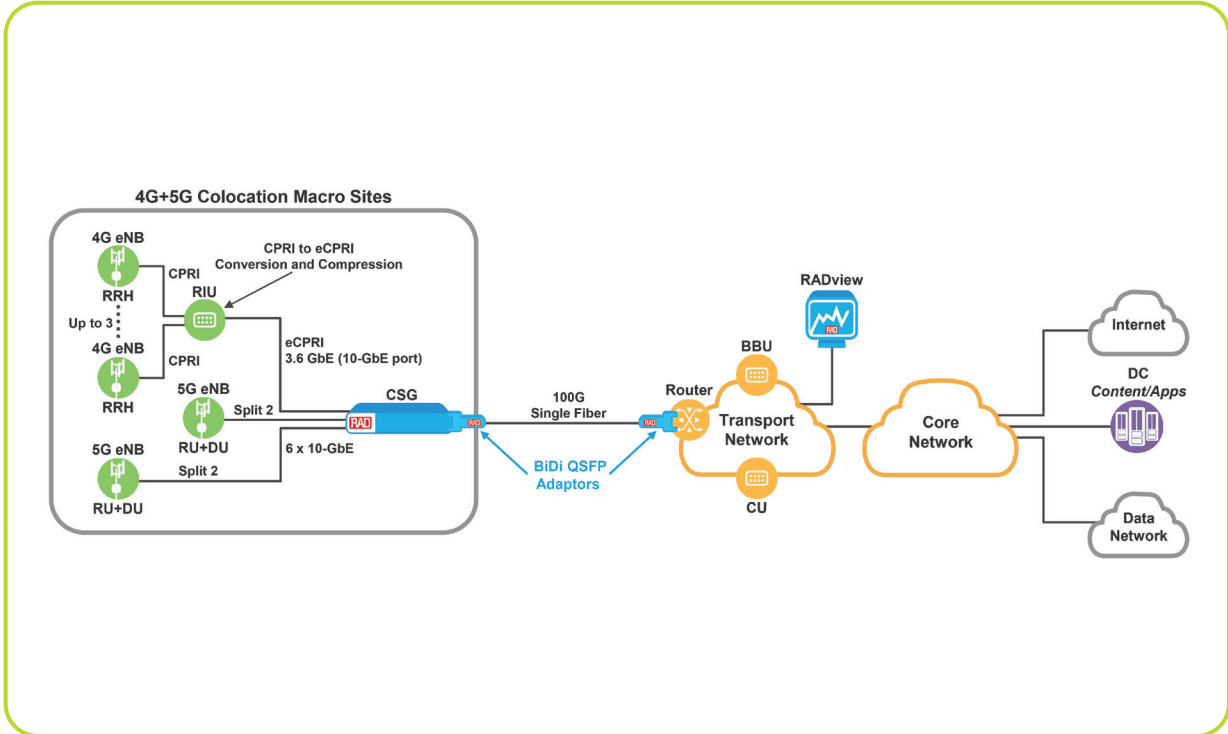 4G+5G Colocation Macro Sites
4G eNB
CPRI
RRH
Up to 3
4G eNB
CPRI
RRH
RIU
CPRI to eCPRI
Conversion and Compression
eCPRI
3.6 GbE (10-GbE port)
5G eNB
Split 2
RU+DU
5G eNB
Split 2
RU+DU
6 x 10-GbE
CSG
RAD
RAD
100G
Single Fiber
BiDi QSFP
Adaptors
RAD
Router
BBU
Transport
Network
CU
RADview
RAD
Core
Network
Internet
DC
Content/Apps
Data
Network